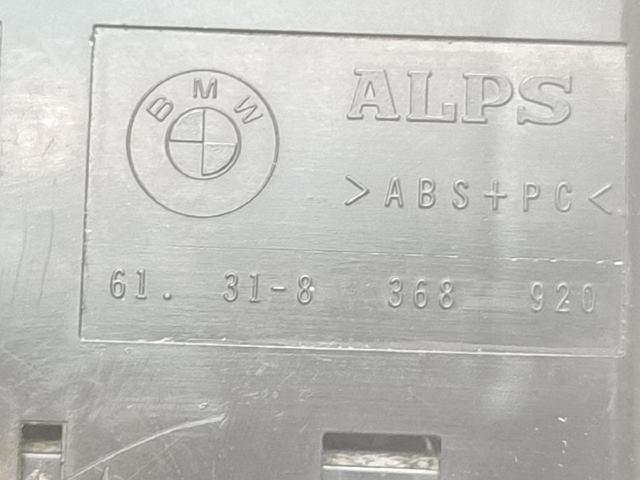 BMW
ALPS
>ABS+PC<
61. 31-8 368 920